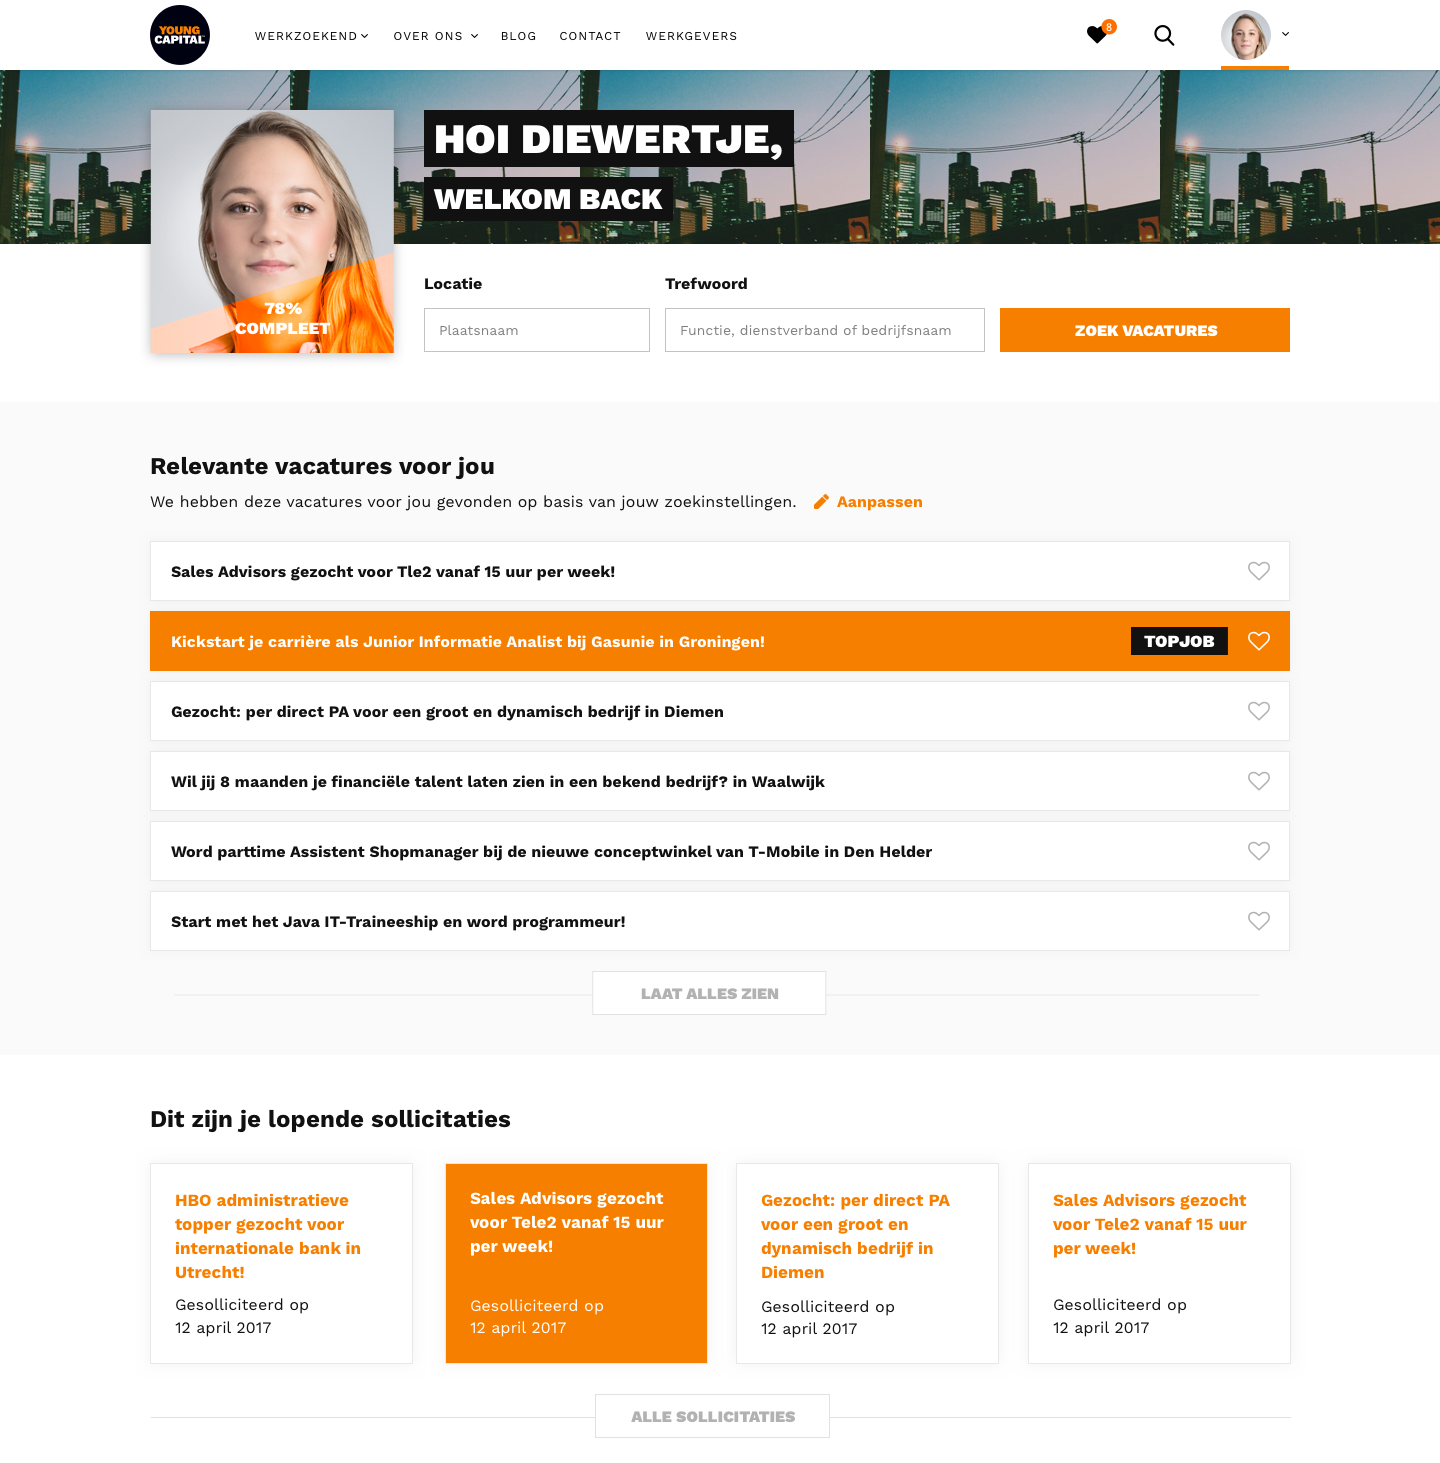 YOUNG
CAPITAL
WERKZOEKEND
OVER ONS
BLOG
CONTACT
WERKGEVERS
8
HOI DIEWERTJE,
WELKOM BACK
78%
COMPLEET
Locatie
Trefwoord
Plaatsnaam
Functie, dienstverband of bedrijfsnaam
ZOEK VACATURES
Relevante vacatures voor jou
We hebben deze vacatures voor jou gevonden op basis van jouw zoekinstellingen.
Aanpassen
Sales Advisors gezocht voor Tle2 vanaf 15 uur per week!
Kickstart je carrière als Junior Informatie Analist bij Gasunie in Groningen!
TOPJOB
Gezocht: per direct PA voor een groot en dynamisch bedrijf in Diemen
Wil jij 8 maanden je financiële talent laten zien in een bekend bedrijf? in Waalwijk
Word parttime Assistent Shopmanager bij de nieuwe conceptwinkel van T-Mobile in Den Helder
Start met het Java IT-Traineeship en word programmeur!
LAAT ALLES ZIEN
Dit zijn je lopende sollicitaties
HBO administratieve
topper gezocht voor
internationale bank in
Utrecht!
Gesolliciteerd op
12 april 2017
Sales Advisors gezocht
voor Tele2 vanaf 15 uur
per week!
Gesolliciteerd op
12 april 2017
Gezocht: per direct PA
voor een groot en
dynamisch bedrijf in
Diemen
Gesolliciteerd op
12 april 2017
Sales Advisors gezocht
voor Tele2 vanaf 15 uur
per week!
Gesolliciteerd op
12 april 2017
ALLE SOLLICITATIES